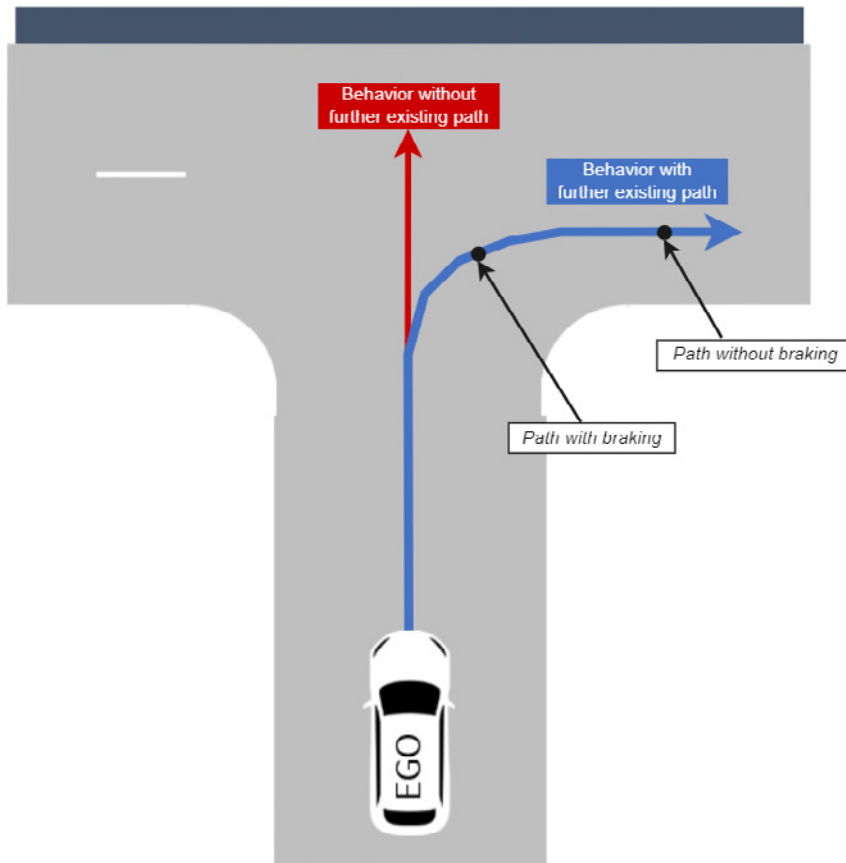 Behavior without
further existing path
Behavior with
further existing path
Path without braking
Path with braking
EGO